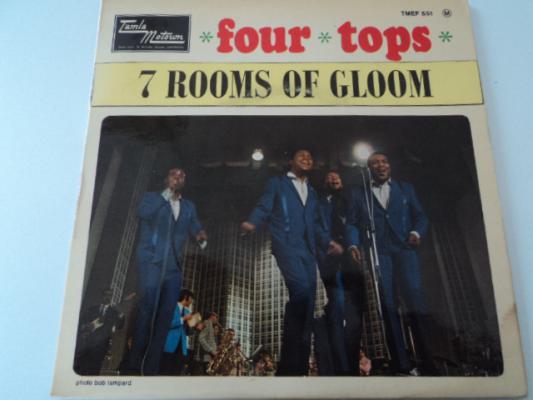 TMEF 551 M
Tamla
Motown
*four*tops*
7 ROOMS OF GLOOM
photo bob lampard